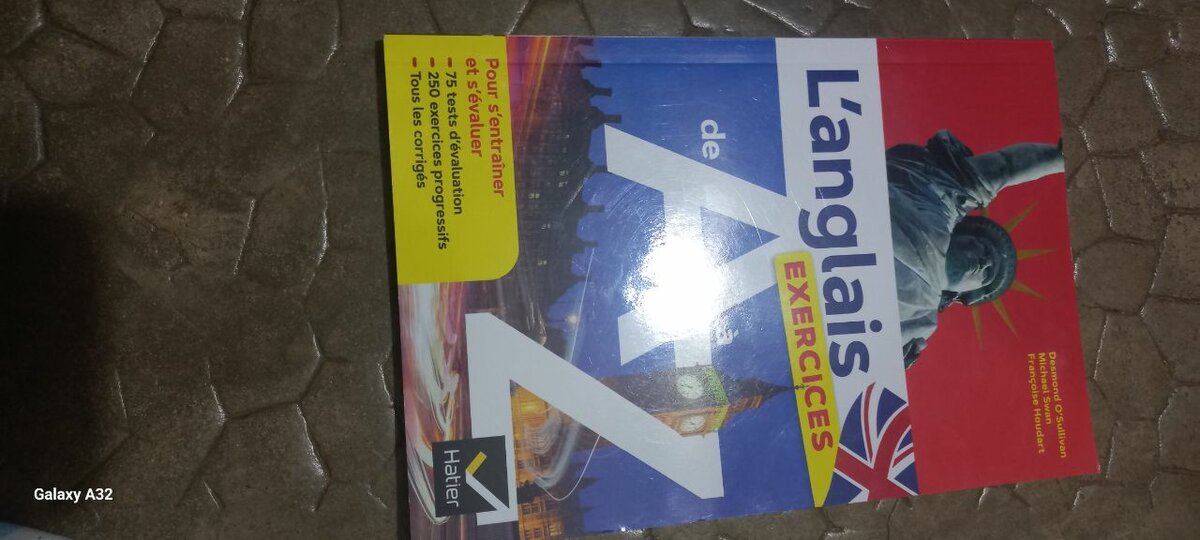 Desmond O'Sullivan
Michael Swan
Françoise Houdart
L'anglais
EXERCICES
de
A
à
Z
Pour s'entraîner
et s'évaluer
– 75 tests d'évaluation
– 250 exercices progressifs
– Tous les corrigés
Hatier
Galaxy A32